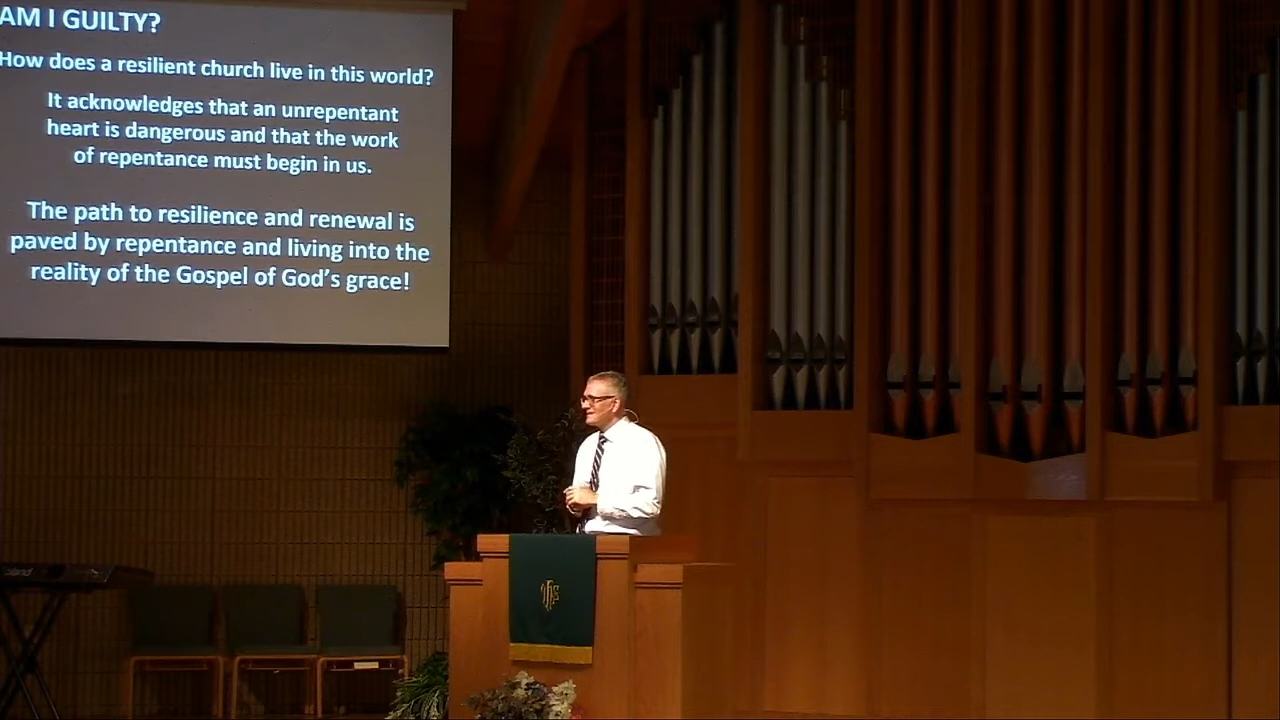 AM I GUILTY?
How does a resilient church live in this world?
It acknowledges that an unrepentant
heart is dangerous and that the work
of repentance must begin in us.
The path to resilience and renewal is
paved by repentance and living into the
reality of the Gospel of God's grace!
IHS